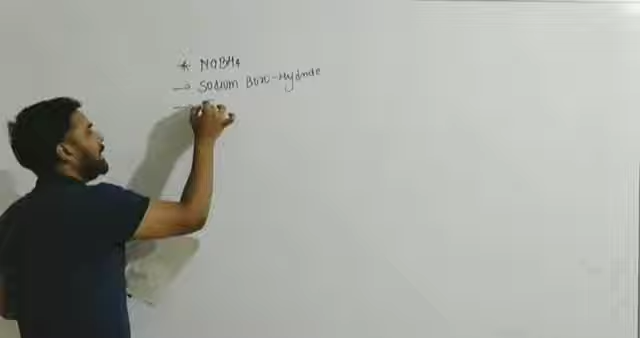 * NaBH4
→ Sodium Boro-Hydride
→